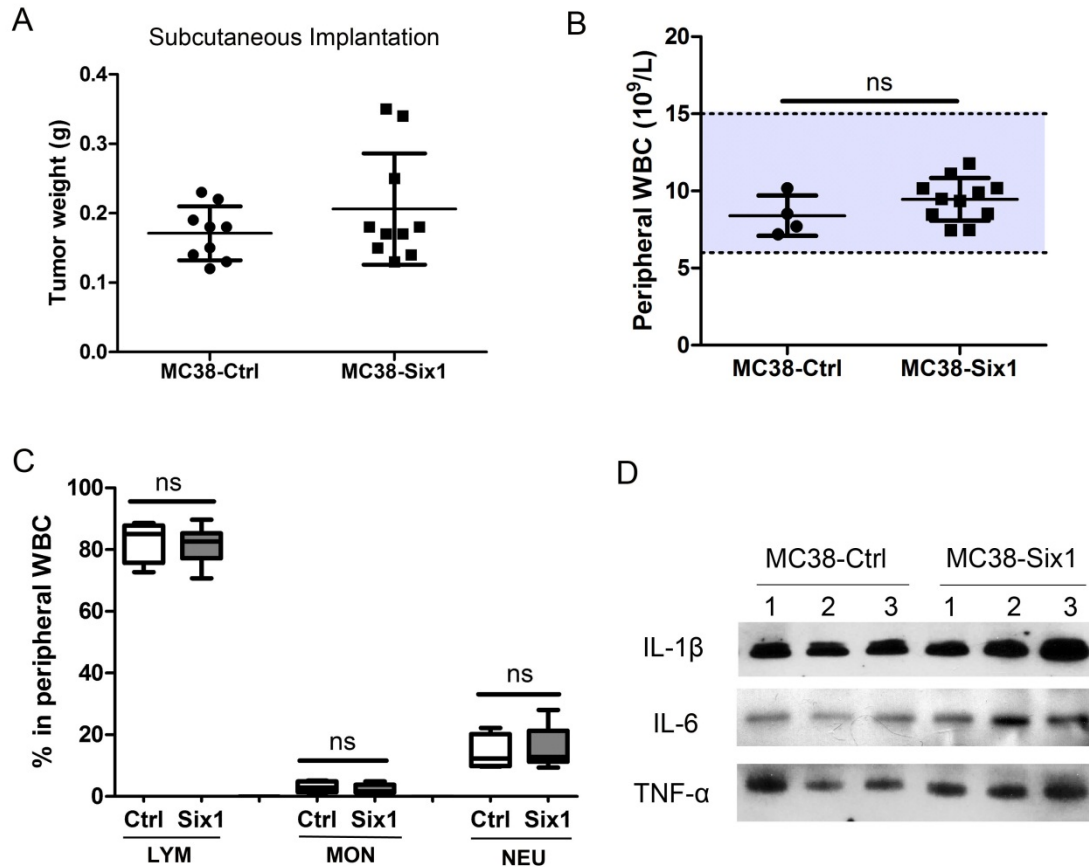 A
Subcutaneous Implantation
Tumor weight (g)
0.4
0.3
0.2
0.1
0.0
MC38-Ctrl MC38-Six1
B
Peripheral WBC (10⁹/L)
20
15
10
5
0
ns
MC38-Ctrl MC38-Six1
C
% in peripheral WBC
100
80
60
40
20
0
ns
ns
ns
Ctrl Six1 Ctrl Six1 Ctrl Six1
LYM MON NEU
D
MC38-Ctrl MC38-Six1
1 2 3 1 2 3
IL-1β
IL-6
TNF-α